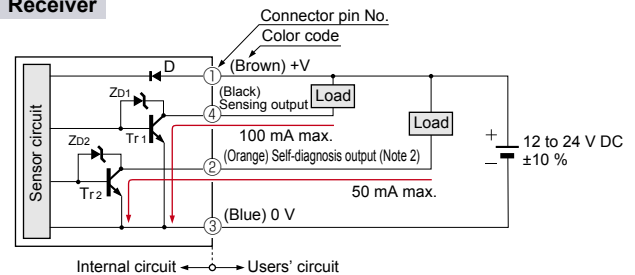 Receiver
Connector pin No.
Color code
D
1
(Brown) +V
ZD1
4
(Black)
Sensing output
Load
Load
Tr1
100 mA max.
Sensor circuit
ZD2
2
(Orange) Self-diagnosis output (Note 2)
+
−
12 to 24 V DC
±10 %
Tr2
50 mA max.
3
(Blue) 0 V
Internal circuit
Users' circuit